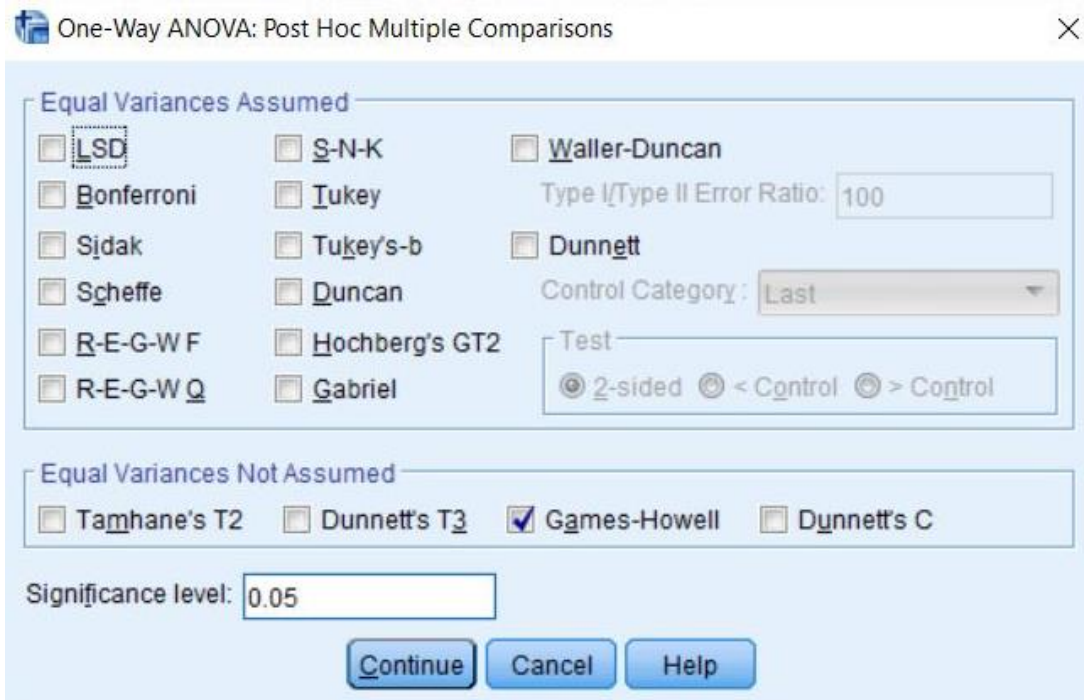 One-Way ANOVA: Post Hoc Multiple Comparisons
Equal Variances Assumed
LSD S-N-K Waller-Duncan
Bonferroni Tukey Type I/Type II Error Ratio: 100
Sidak Tukey's-b Dunnett
Scheffe Duncan Control Category : Last
R-E-G-W F Hochberg's GT2 Test
R-E-G-W Q Gabriel 2-sided < Control > Control
Equal Variances Not Assumed
Tamhane's T2 Dunnett's T3 Games-Howell Dunnett's C
Significance level: 0.05
Continue Cancel Help